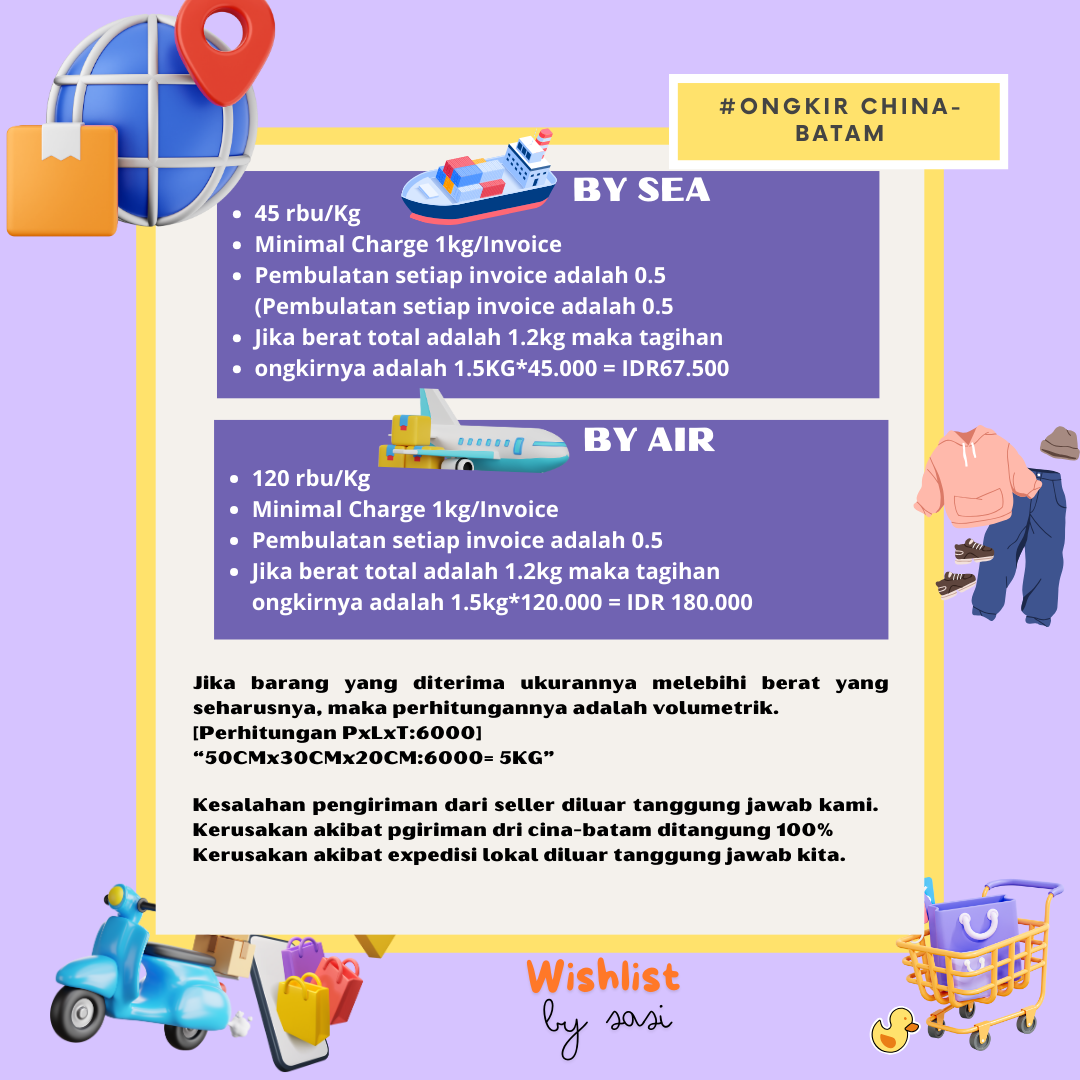 #ONGKIR CHINA-
BATAM
BY SEA
• 45 rbu/Kg
• Minimal Charge 1kg/Invoice
• Pembulatan setiap invoice adalah 0.5
(Pembulatan setiap invoice adalah 0.5
• Jika berat total adalah 1.2kg maka tagihan
• ongkirnya adalah 1.5KG*45.000 = IDR67.500
BY AIR
• 120 rbu/Kg
• Minimal Charge 1kg/Invoice
• Pembulatan setiap invoice adalah 0.5
• Jika berat total adalah 1.2kg maka tagihan
ongkirnya adalah 1.5kg*120.000 = IDR 180.000
Jika barang yang diterima ukurannya melebihi berat yang
seharusnya, maka perhitungannya adalah volumetrik.
[Perhitungan PxLxT:6000]
“50CMx30CMx20CM:6000= 5KG”
Kesalahan pengiriman dari seller diluar tanggung jawab kami.
Kerusakan akibat pgiriman dri cina-batam ditangung 100%
Kerusakan akibat expedisi lokal diluar tanggung jawab kita.
Wishlist
by sasi